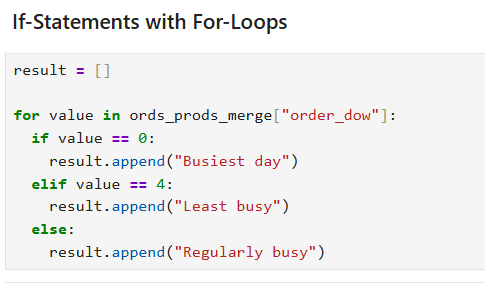 If-Statements with For-Loops
result = []
for value in ords_prods_merge["order_dow"]:
  if value == 0:
    result.append("Busiest day")
  elif value == 4:
    result.append("Least busy")
  else:
    result.append("Regularly busy")